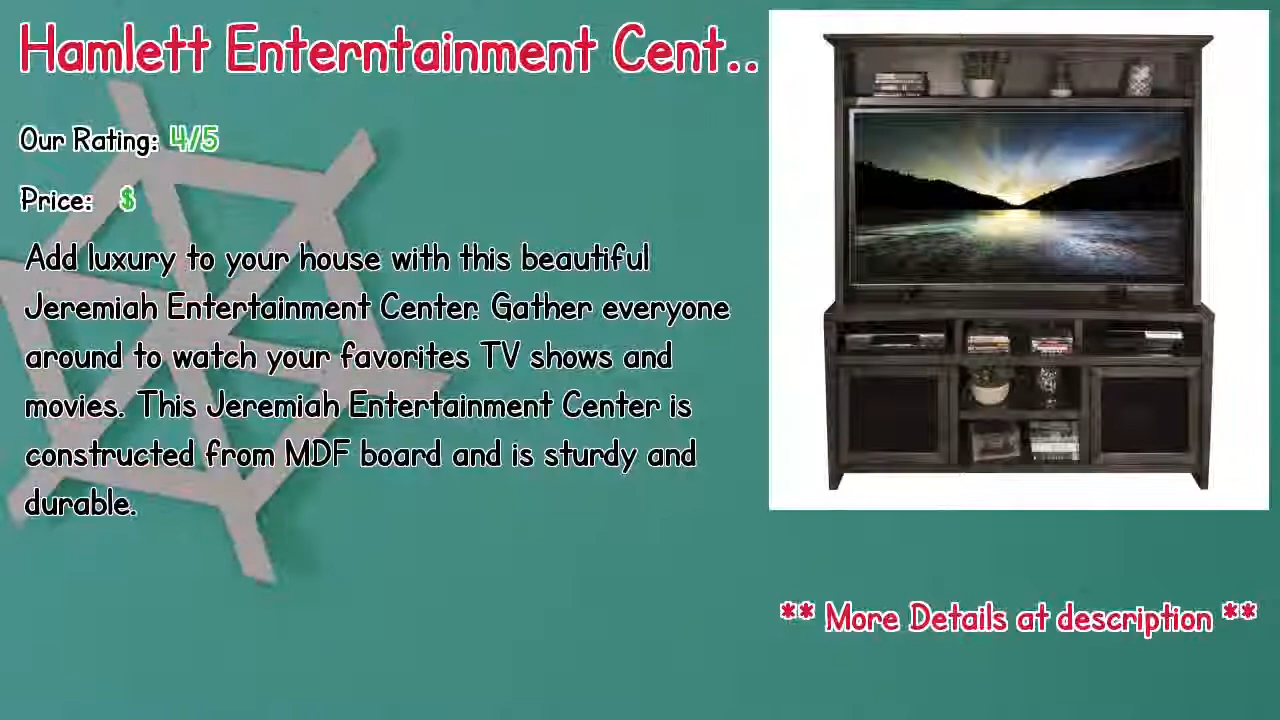 Hamlett Enterntainment Cent..
Our Rating: 4/5
Price: $
Add luxury to your house with this beautiful
Jeremiah Entertainment Center. Gather everyone
around to watch your favorites TV shows and
movies. This Jeremiah Entertainment Center is
constructed from MDF board and is sturdy and
durable.
** More Details at description **